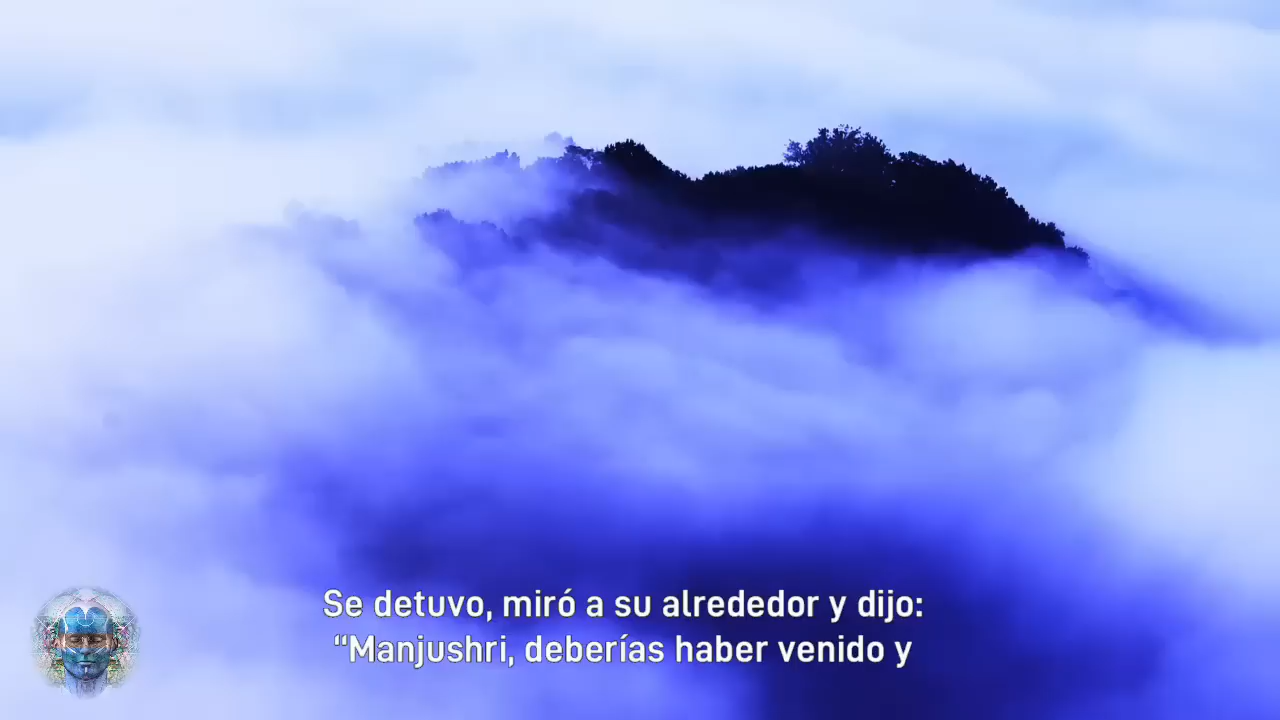 Se detuvo, miró a su alrededor y dijo:
“Manjushri, deberías haber venido y